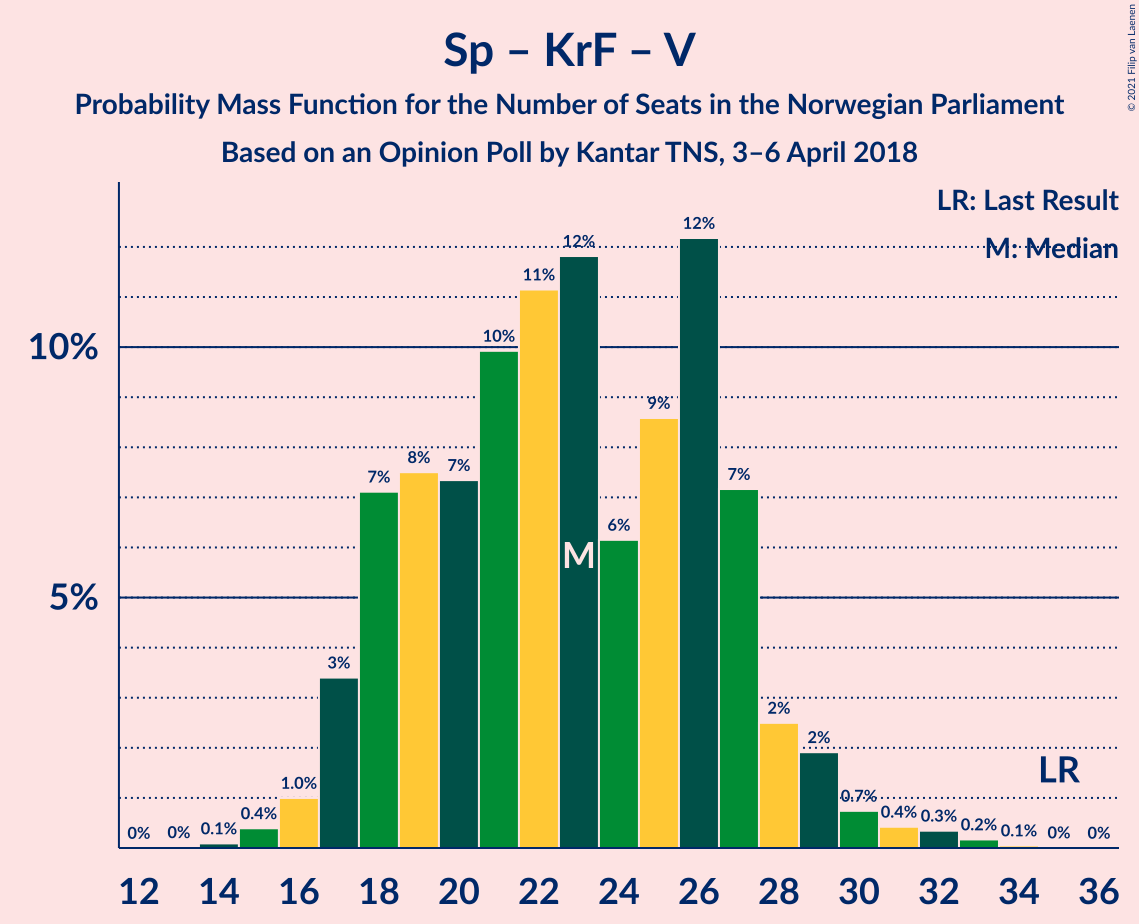 Sp – KrF – V
Probability Mass Function for the Number of Seats in the Norwegian Parliament
Based on an Opinion Poll by Kantar TNS, 3–6 April 2018
© 2021 Filip van Laenen
LR: Last Result
M: Median
10%
5%
0% 0% 0.1% 0.4% 1.0% 3% 7% 8% 7% 10% 11% 12% 6% 9% 12% 7% 2% 2% 0.7% 0.4% 0.3% 0.2% 0.1% 0% 0%
M
LR
12 14 16 18 20 22 24 26 28 30 32 34 36